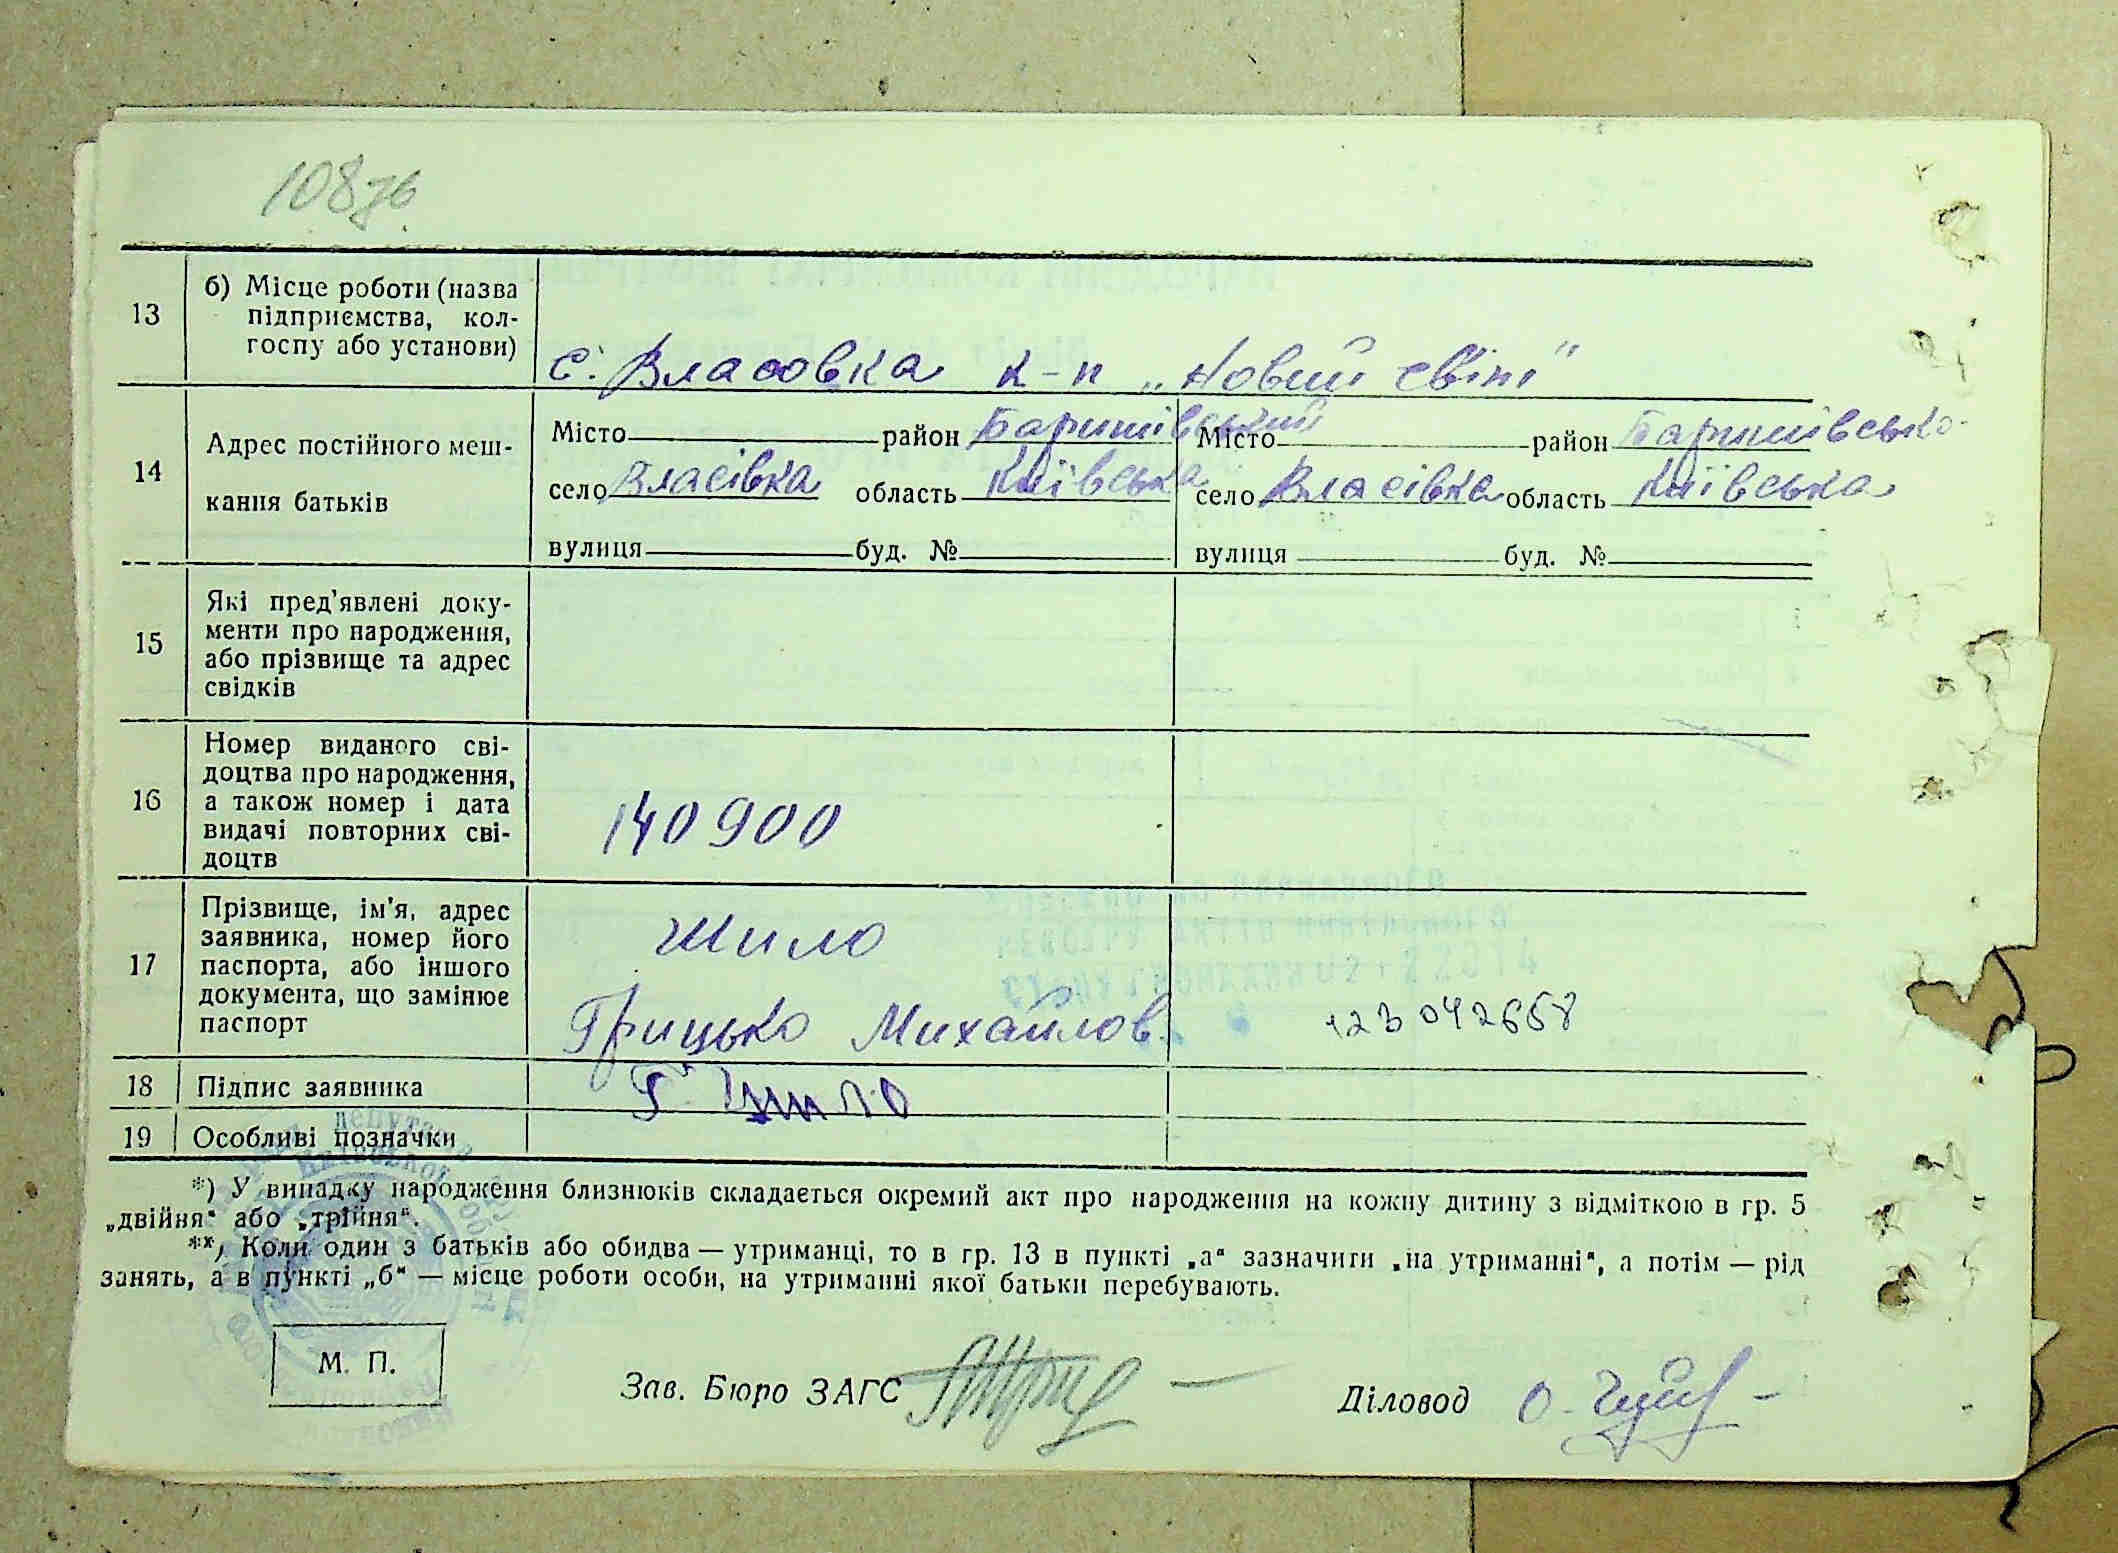 108зв
13
б) Місце роботи (назва
підприємства, кол-
госпу або установи)
с. Власовка к-п „Новий світ"
14
Адрес постійного меш-
кання батьків
Місто район Баришівський
село Власівка область Київська
вулиця буд. №
Місто район Баришівсько
село Власівка область Київська
вулиця буд. №
15
Які пред'явлені доку-
менти про народження,
або прізвище та адрес
свідків
16
Номер виданого сві-
доцтва про народження,
а також номер і дата
видачі повторних сві-
доцтв
140900
17
Прізвище, ім'я, адрес
заявника, номер його
паспорта, або іншого
документа, що замінює
паспорт
Шило
Грицько Михайлов.
123042658
18
Підпис заявника
Г. Шило
19
Особливі позначки
*) У випадку народження близнюків складається окремий акт про народження на кожну дитину з відміткою в гр. 5
„двійня" або „трійня".
**) Коли один з батьків або обидва — утриманці, то в гр. 13 в пункті „а" зазначити „на утриманні", а потім — рід
занять, а в пункті „б" — місце роботи особи, на утриманні якої батьки перебувають.
М. П.
Зав. Бюро ЗАГС
Діловод О.